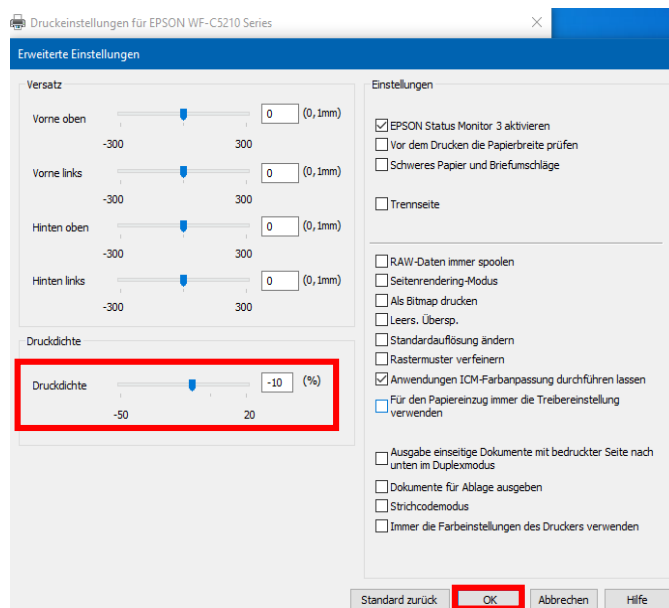 Druckeinstellungen für EPSON WF-C5210 Series
Erweiterte Einstellungen
Versatz
Vorne oben
0
(0,1mm)
-300
300
Vorne links
0
(0,1mm)
-300
300
Hinten oben
0
(0,1mm)
-300
300
Hinten links
0
(0,1mm)
-300
300
Druckdichte
Druckdichte
-10
(%)
-50
20
Einstellungen
EPSON Status Monitor 3 aktivieren
Vor dem Drucken die Papierbreite prüfen
Schweres Papier und Briefumschläge
Trennseite
RAW-Daten immer spoolen
Seitenrendering-Modus
Als Bitmap drucken
Leers. Übersp.
Standardauflösung ändern
Rastermuster verfeinern
Anwendungen ICM-Farbanpassung durchführen lassen
Für den Papiereinzug immer die Treibereinstellung
verwenden
Ausgabe einseitige Dokumente mit bedruckter Seite nach
unten im Duplexmodus
Dokumente für Ablage ausgeben
Strichcodemodus
Immer die Farbeinstellungen des Druckers verwenden
Standard zurück
OK
Abbrechen
Hilfe